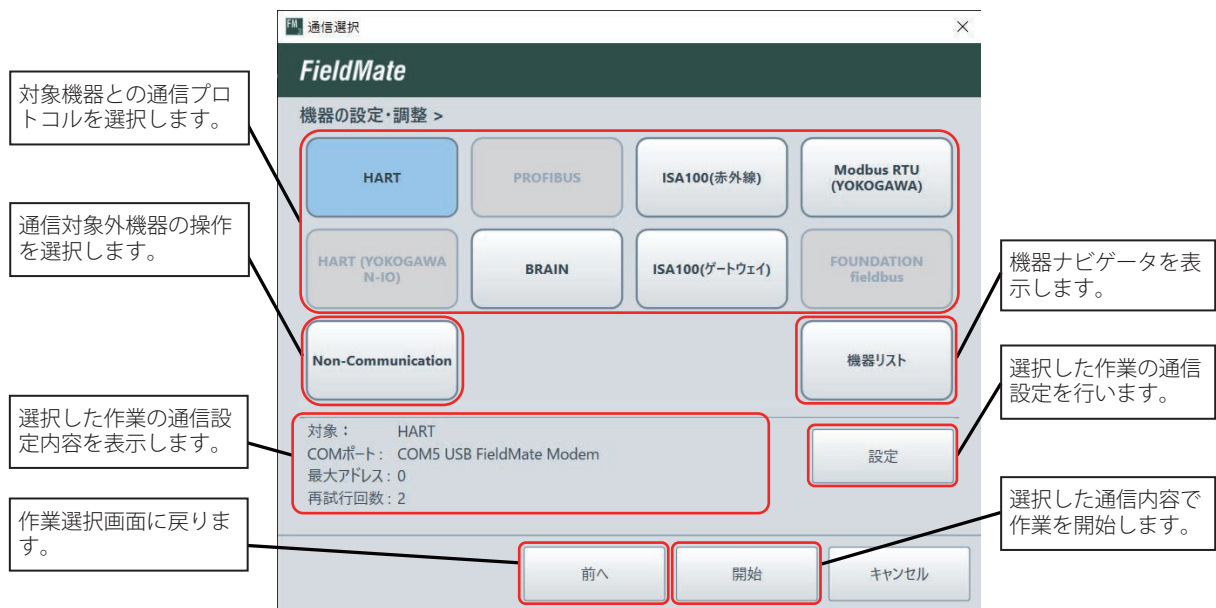 FM 通信選択
FieldMate
機器の設定・調整 >
対象機器との通信プロ
トコルを選択します。
HART
PROFIBUS
ISA100(赤外線)
Modbus RTU
(YOKOGAWA)
通信対象外機器の操作
を選択します。
HART (YOKOGAWA
N-IO)
BRAIN
ISA100(ゲートウェイ)
FOUNDATION
fieldbus
機器ナビゲータを表
示します。
Non-Communication
機器リスト
選択した作業の通信
設定を行います。
選択した作業の通信設
定内容を表示します。
対象： HART
COMポート： COM5 USB FieldMate Modem
最大アドレス： 0
再試行回数： 2
設定
選択した通信内容で
作業を開始します。
作業選択画面に戻りま
す。
前へ
開始
キャンセル